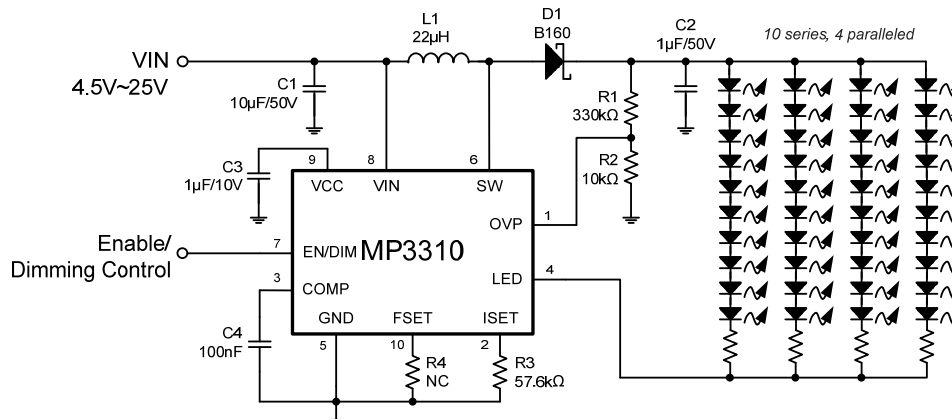 L1
22µH
D1
B160
C2
1µF/50V
10 series, 4 paralleled
VIN
4.5V~25V
C1
10µF/50V
R1
330kΩ
C3
1µF/10V
9
8
6
VCC
VIN
SW
R2
10kΩ
1
OVP
Enable/
Dimming Control
7
EN/DIM
MP3310
3
COMP
LED
4
GND
FSET
ISET
C4
100nF
5
10
2
R4
NC
R3
57.6kΩ